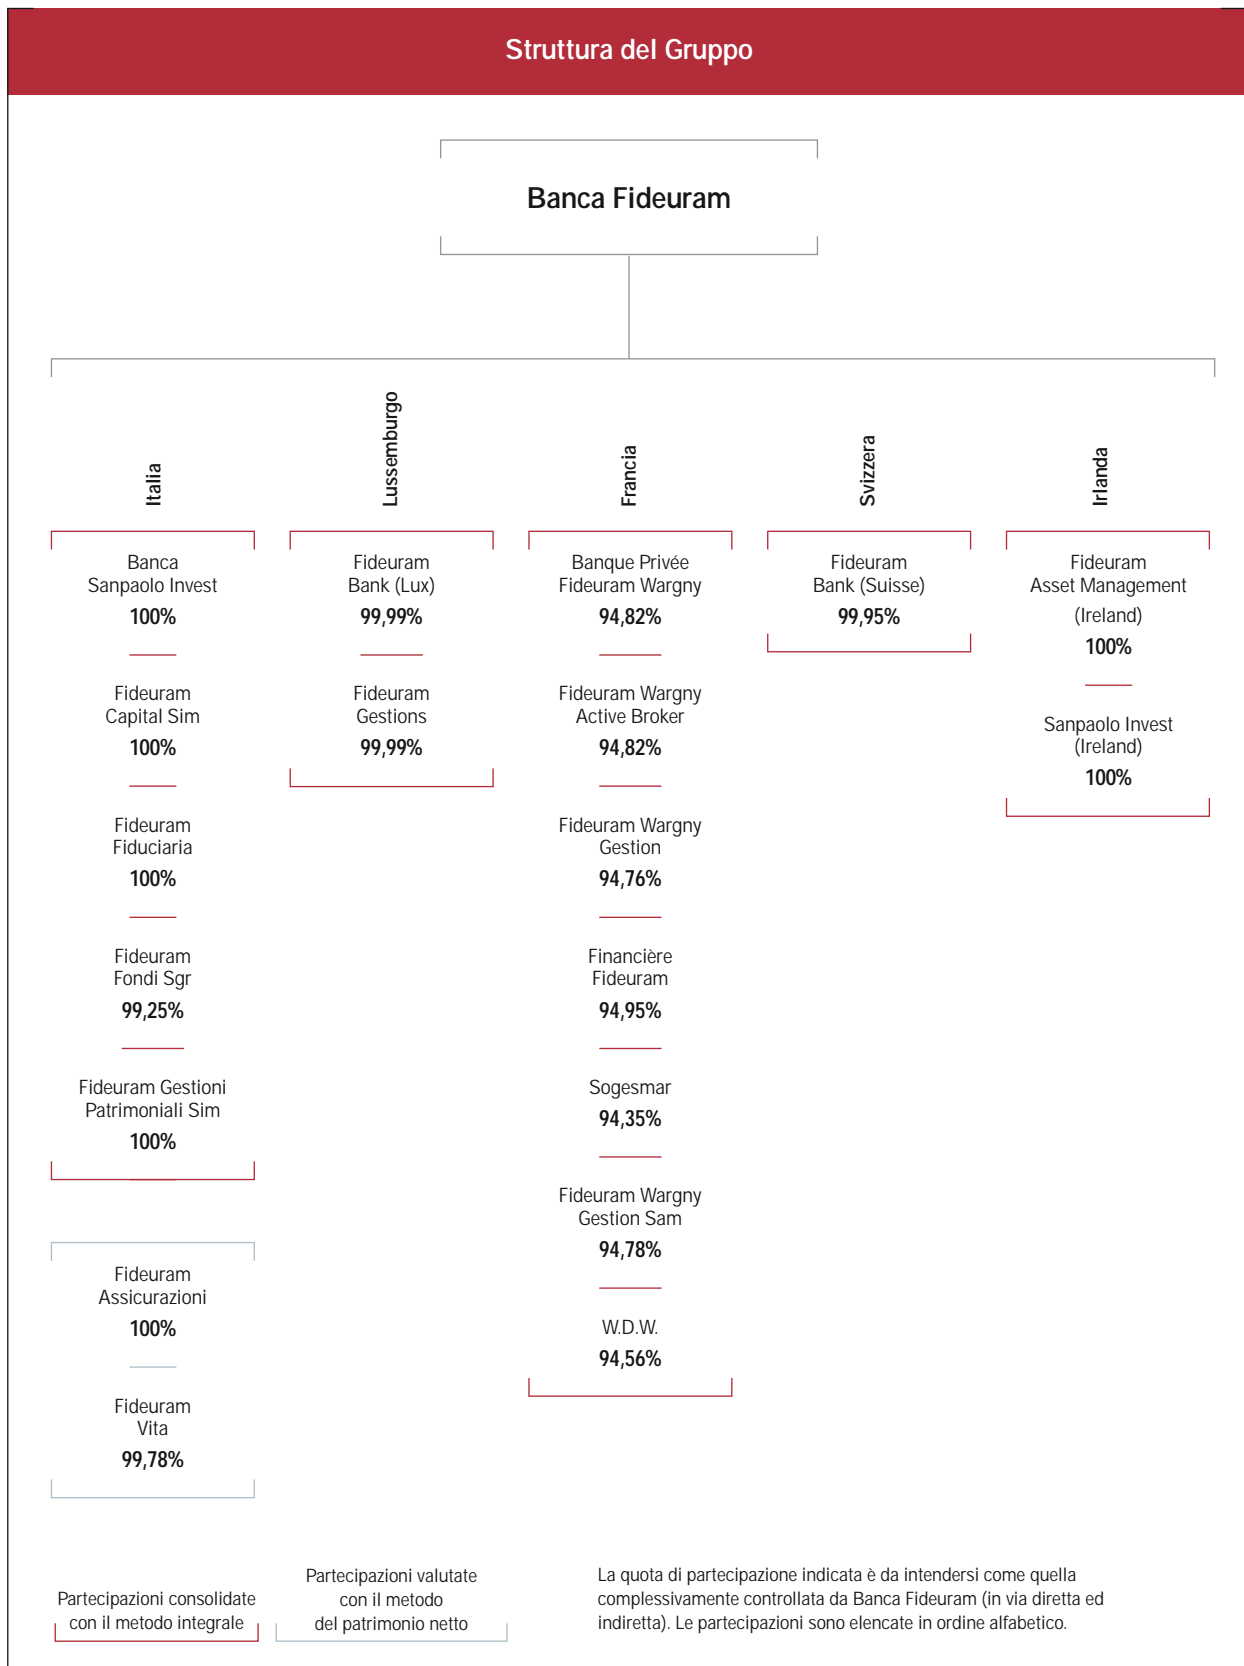 Struttura del Gruppo
Banca Fideuram
Italia
Banca
Sanpaolo Invest
100%
Fideuram
Capital Sim
100%
Fideuram
Fiduciaria
100%
Fideuram
Fondi Sgr
99,25%
Fideuram Gestioni
Patrimoniali Sim
100%
Fideuram
Assicurazioni
100%
Fideuram
Vita
99,78%
Lussemburgo
Fideuram
Bank (Lux)
99,99%
Fideuram
Gestions
99,99%
Francia
Banque Privée
Fideuram Wargny
94,82%
Fideuram Wargny
Active Broker
94,82%
Fideuram Wargny
Gestion
94,76%
Financière
Fideuram
94,95%
Sogesmar
94,35%
Fideuram Wargny
Gestion Sam
94,78%
W.D.W.
94,56%
Svizzera
Fideuram
Bank (Suisse)
99,95%
Irlanda
Fideuram
Asset Management
(Ireland)
100%
Sanpaolo Invest
(Ireland)
100%
Partecipazioni consolidate
con il metodo integrale
Partecipazioni valutate
con il metodo
del patrimonio netto
La quota di partecipazione indicata è da intendersi come quella
complessivamente controllata da Banca Fideuram (in via diretta ed
indiretta). Le partecipazioni sono elencate in ordine alfabetico.